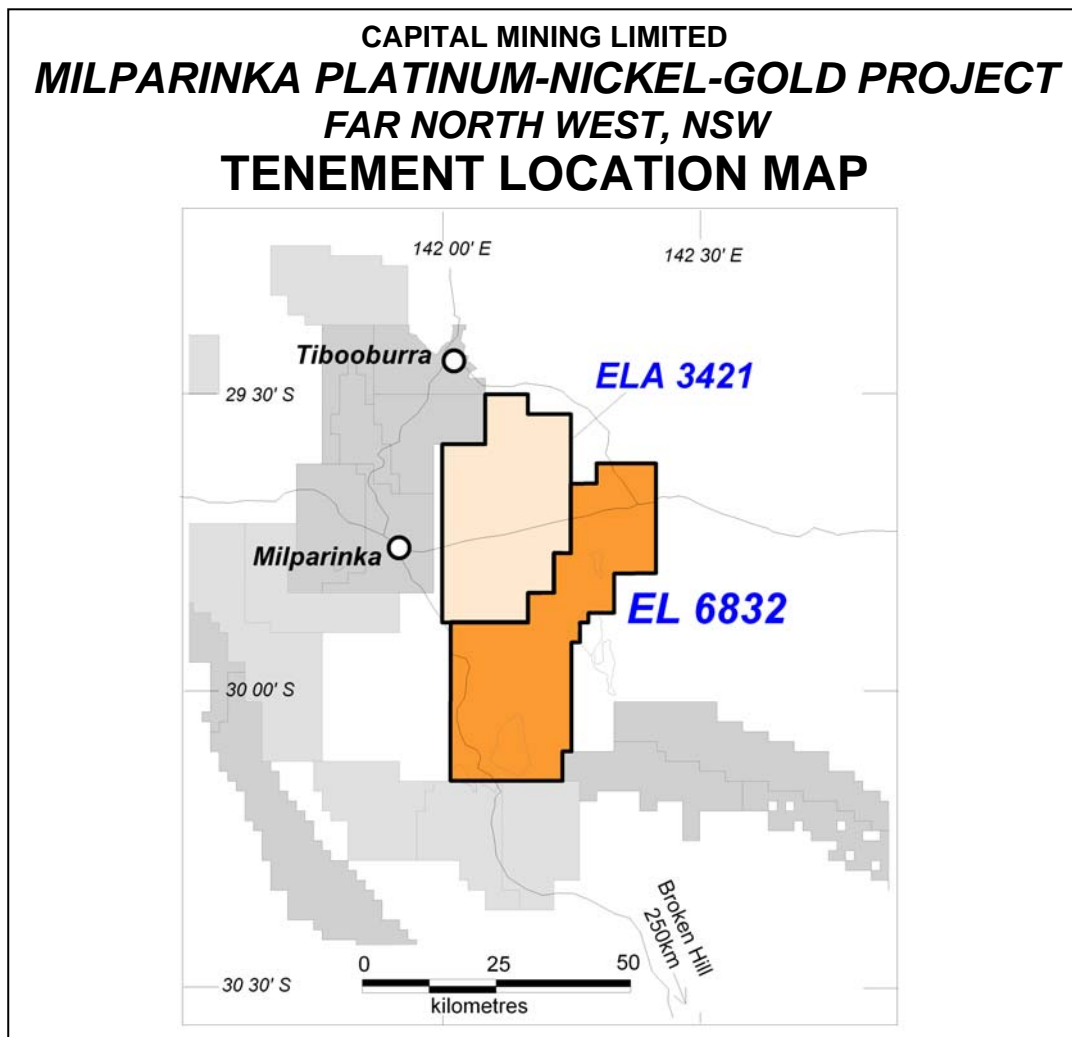 CAPITAL MINING LIMITED
MILPARINKA PLATINUM-NICKEL-GOLD PROJECT
FAR NORTH WEST, NSW
TENEMENT LOCATION MAP
142 00' E
142 30' E
Tibooburra
ELA 3421
29 30' S
Milparinka
EL 6832
30 00' S
Broken Hill
250km
0 25 50
kilometres
30 30' S